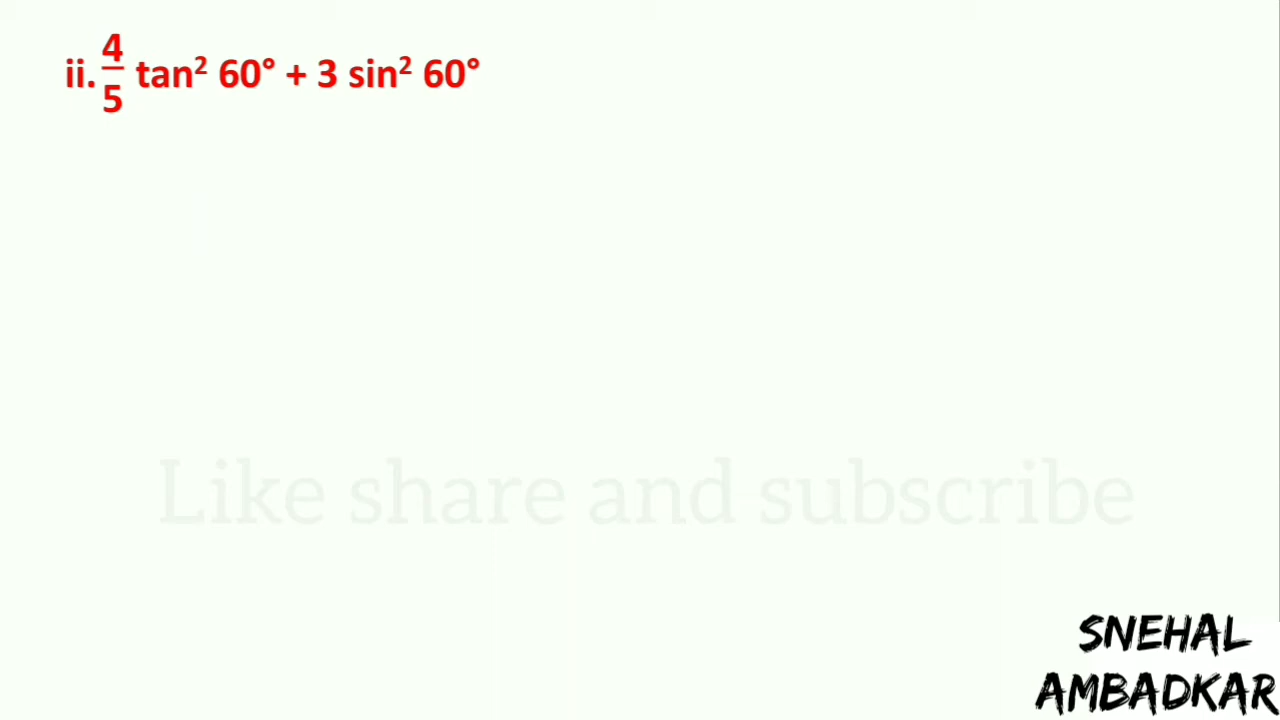 ii. 4/5 tan² 60° + 3 sin² 60°
Like share and subscribe
SNEHAL
AMBADKAR